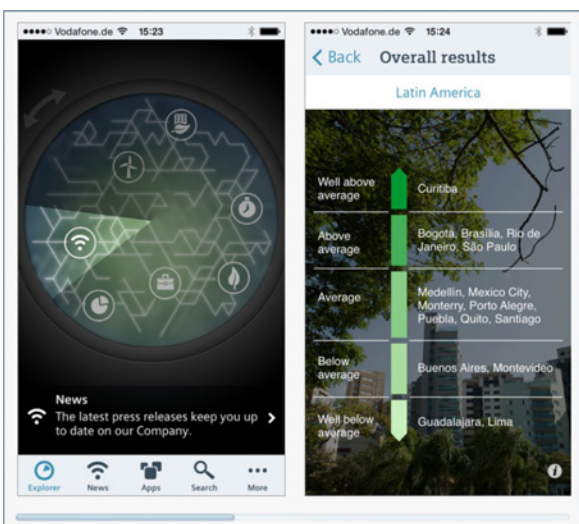 Vodafone.de 15:23
News
The latest press releases keep you up
to date on our Company.
Explorer News Apps Search More
Vodafone.de 15:24
Back Overall results
Latin America
Well above
average
Curitiba
Above
average
Bogotá, Brasília, Rio de
Janeiro, São Paulo
Average
Medellín, Mexico City,
Monterry, Porto Alegre,
Puebla, Quito, Santiago
Below
average
Buenos Aires, Montevideo
Well below
average
Guadalajara, Lima